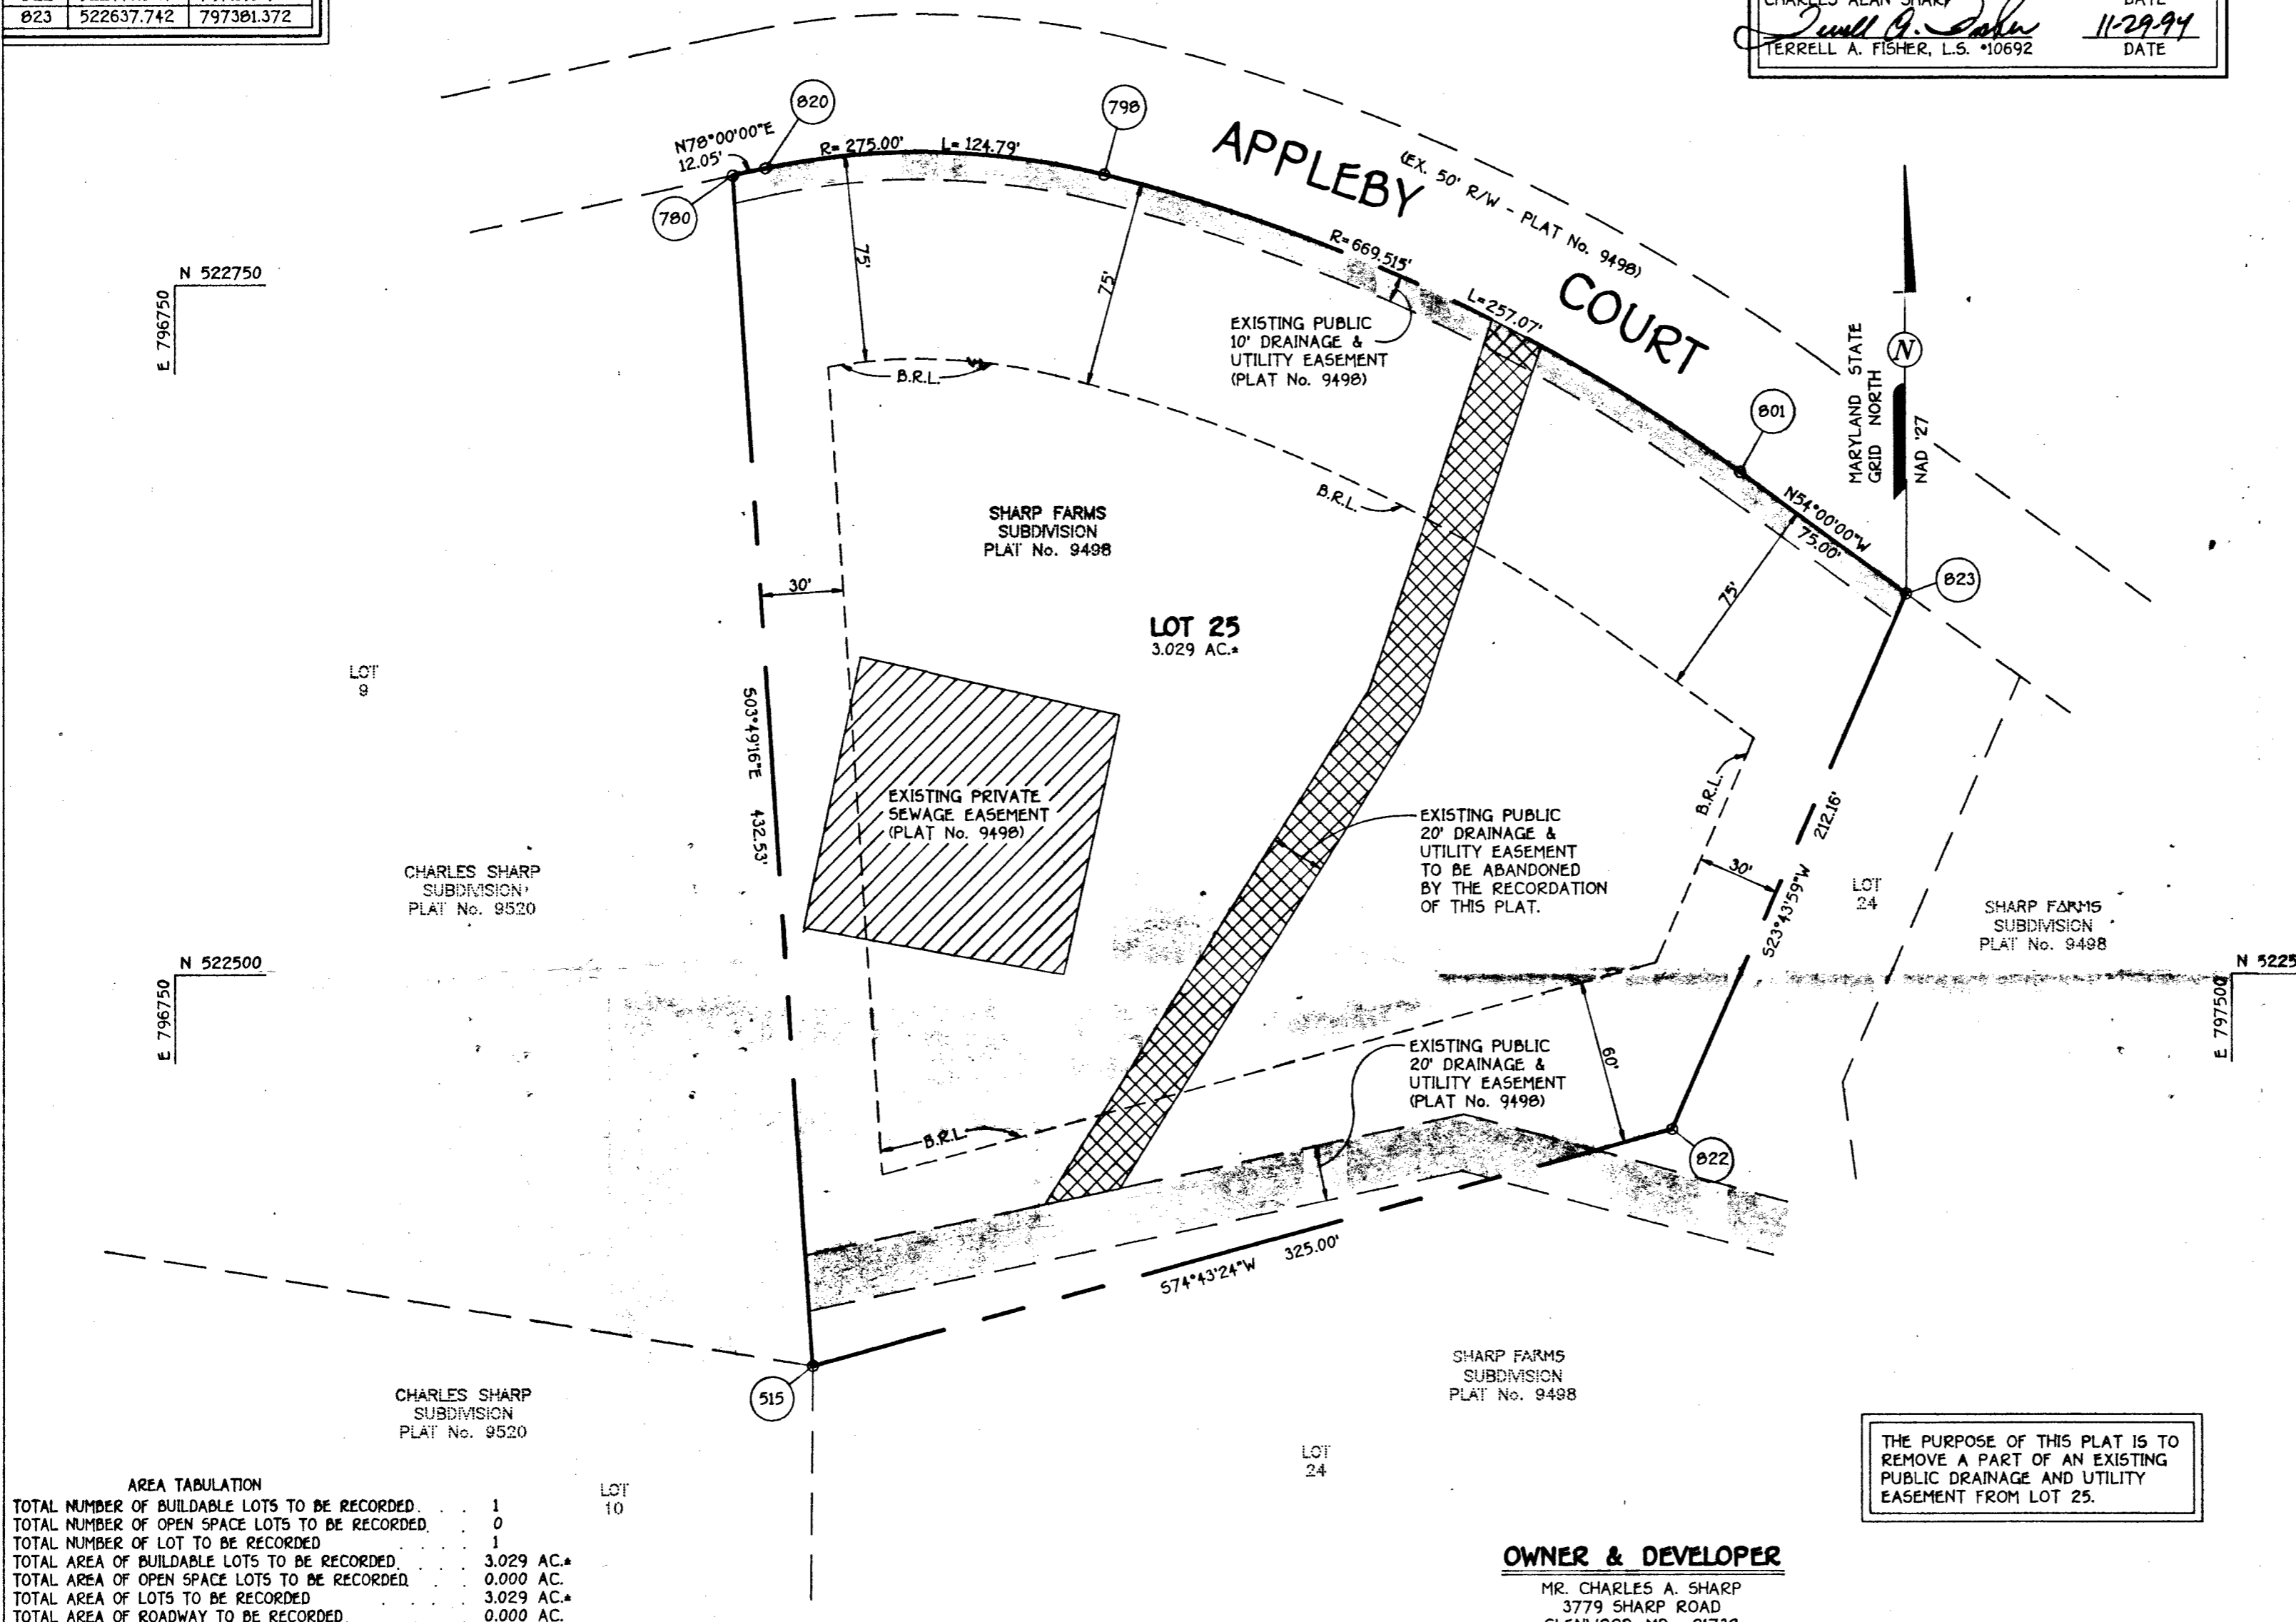 823 522637.742 797381.372
CHARLES ALAN SHARP DATE
11-29-94
TERRELL A. FISHER, L.S. #10692 DATE
820
798
N78°00'00"E
12.05'
R= 275.00' L= 124.79'
780
APPLEBY
COURT
(EX. 50' R/W - PLAT No. 9498)
R=669.515'
L=257.07'
75'
75'
N 522750
E 796750
B.R.L.
EXISTING PUBLIC
10' DRAINAGE &
UTILITY EASEMENT
(PLAT No. 9498)
MARYLAND STATE
GRID NORTH
N
NAD '27
801
N54°00'00"W
75.00'
823
B.R.L.
SHARP FARMS
SUBDIVISION
PLAT No. 9498
30'
75'
LOT 25
3.029 AC.±
LOT
9
S03°49'16"E 432.53'
EXISTING PRIVATE
SEWAGE EASEMENT
(PLAT No. 9498)
B.R.L.
EXISTING PUBLIC
20' DRAINAGE &
UTILITY EASEMENT
TO BE ABANDONED
BY THE RECORDATION
OF THIS PLAT.
30'
S23°43'59"W 212.16'
LOT
24
CHARLES SHARP
SUBDIVISION
PLAT No. 9520
SHARP FARMS
SUBDIVISION
PLAT No. 9498
N 522500
E 796750
N 5225
E 797500
EXISTING PUBLIC
20' DRAINAGE &
UTILITY EASEMENT
(PLAT No. 9498)
60'
B.R.L.
822
S74°43'24"W 325.00'
515
CHARLES SHARP
SUBDIVISION
PLAT No. 9520
SHARP FARMS
SUBDIVISION
PLAT No. 9498
LOT
24
LOT
10
THE PURPOSE OF THIS PLAT IS TO
REMOVE A PART OF AN EXISTING
PUBLIC DRAINAGE AND UTILITY
EASEMENT FROM LOT 25.
AREA TABULATION
TOTAL NUMBER OF BUILDABLE LOTS TO BE RECORDED . . . 1
TOTAL NUMBER OF OPEN SPACE LOTS TO BE RECORDED . . 0
TOTAL NUMBER OF LOT TO BE RECORDED . . . . 1
TOTAL AREA OF BUILDABLE LOTS TO BE RECORDED . . . . 3.029 AC.±
TOTAL AREA OF OPEN SPACE LOTS TO BE RECORDED . . 0.000 AC.
TOTAL AREA OF LOTS TO BE RECORDED . . . . 3.029 AC.±
TOTAL AREA OF ROADWAY TO BE RECORDED . . . 0.000 AC.
OWNER & DEVELOPER
MR. CHARLES A. SHARP
3779 SHARP ROAD
GLENWOOD, MD.